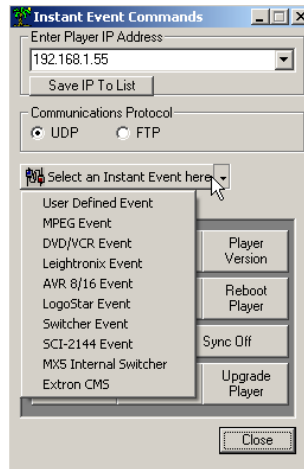 Instant Event Commands
Enter Player IP Address
192.168.1.55
Save IP To List
Communications Protocol
UDP FTP
Select an Instant Event here
User Defined Event
MPEG Event
DVD/VCR Event
Leightronix Event
AVR 8/16 Event
LogoStar Event
Switcher Event
SCI-2144 Event
MX5 Internal Switcher
Extron CMS
Player
Version
Reboot
Player
Sync Off
Upgrade
Player
Close